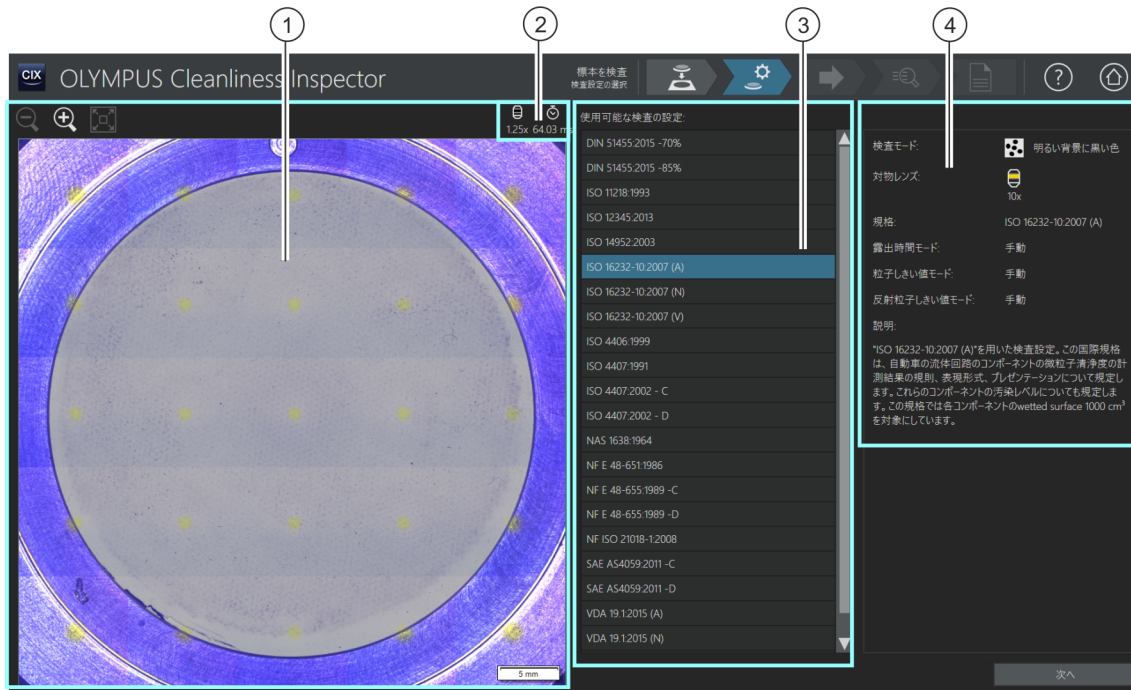 1
2
3
4
CIX
OLYMPUS Cleanliness Inspector
標本を検査
検査設定の選択
?
1.25x 64.03 ms
使用可能な検査の設定:
DIN 51455:2015 -70%
DIN 51455:2015 -85%
ISO 11218:1993
ISO 12345:2013
ISO 14952:2003
ISO 16232-10:2007 (A)
ISO 16232-10:2007 (N)
ISO 16232-10:2007 (V)
ISO 4406:1999
ISO 4407:1991
ISO 4407:2002 - C
ISO 4407:2002 - D
NAS 1638:1964
NF E 48-651:1986
NF E 48-655:1989 -C
NF E 48-655:1989 -D
NF ISO 21018-1:2008
SAE AS4059:2011 -C
SAE AS4059:2011 -D
VDA 19.1:2015 (A)
VDA 19.1:2015 (N)
検査モード: 明るい背景に黒い色
対物レンズ:
10x
規格: ISO 16232-10:2007 (A)
露出時間モード: 手動
粒子しきい値モード: 手動
反射粒子しきい値モード: 手動
説明:
"ISO 16232-10:2007 (A)"を用いた検査設定。この国際規格
は、自動車の流体回路のコンポーネントの微粒子清浄度の計
測結果の規則、表現形式、プレゼンテーションについて規定し
ます。これらのコンポーネントの汚染レベルについても規定しま
す。この規格では各コンポーネントのwetted surface 1000 cm³
を対象にしています。
5 mm
次へ